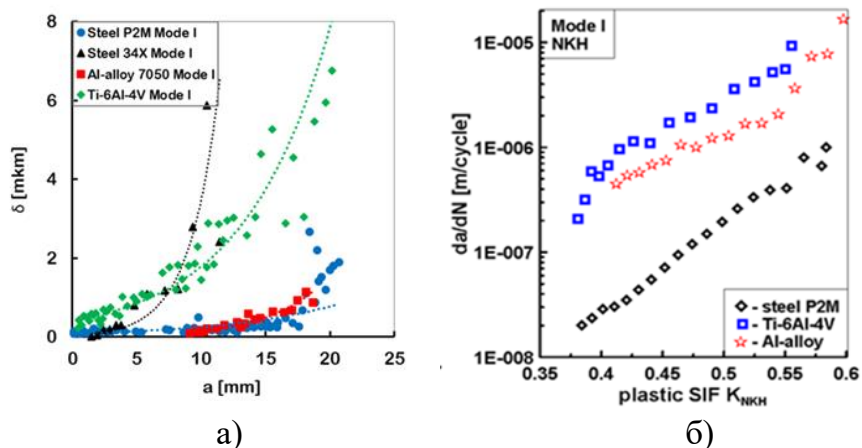 8
6
4
2
0
δ [mkm]
Steel P2M Mode I
Steel 34X Mode I
Al-alloy 7050 Mode I
Ti-6Al-4V Mode I
0 5 10 15 20 25
a [mm]
а)
1E-005
1E-006
1E-007
1E-008
da/dN [m/cycle]
Mode I
NKH
- steel P2M
- Ti-6Al-4V
- Al-alloy
0.35 0.4 0.45 0.5 0.55 0.6
plastic SIF K_NKH
б)